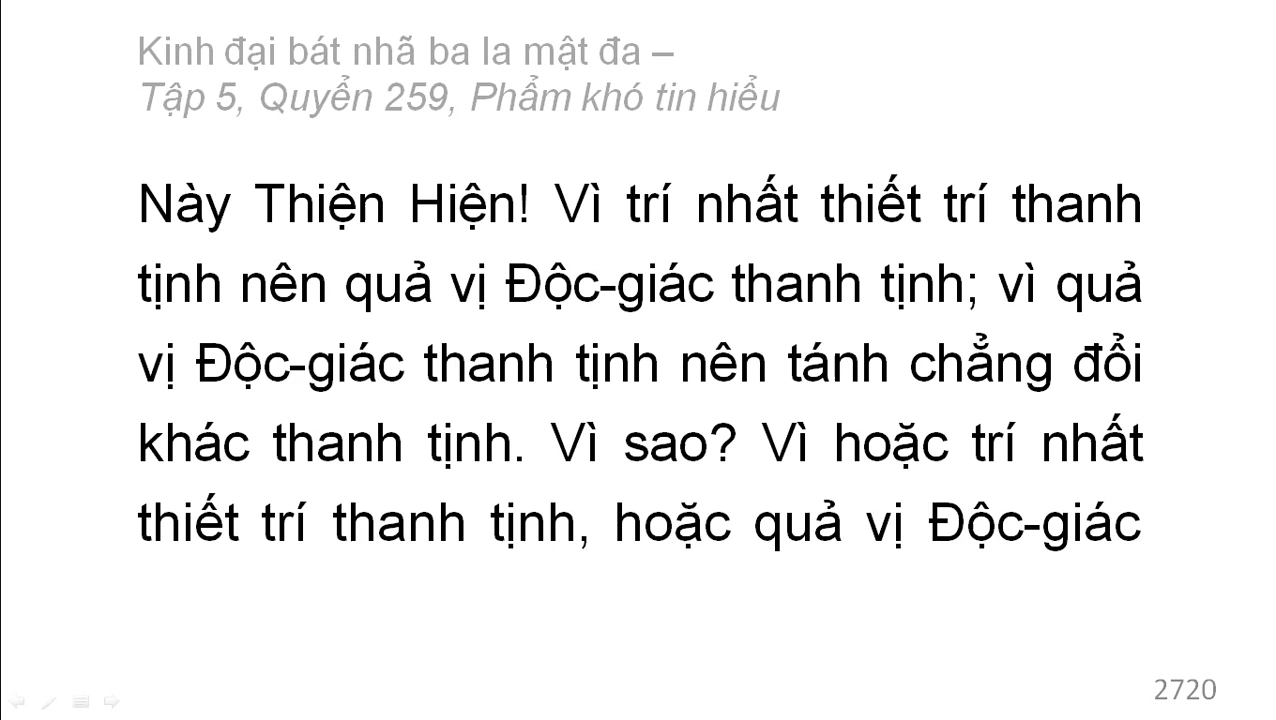 Kinh đại bát nhã ba la mật đa –
Tập 5, Quyển 259, Phẩm khó tin hiểu
Này Thiện Hiện! Vì trí nhất thiết trí thanh
tịnh nên quả vị Độc-giác thanh tịnh; vì quả
vị Độc-giác thanh tịnh nên tánh chẳng đổi
khác thanh tịnh. Vì sao? Vì hoặc trí nhất
thiết trí thanh tịnh, hoặc quả vị Độc-giác
2720